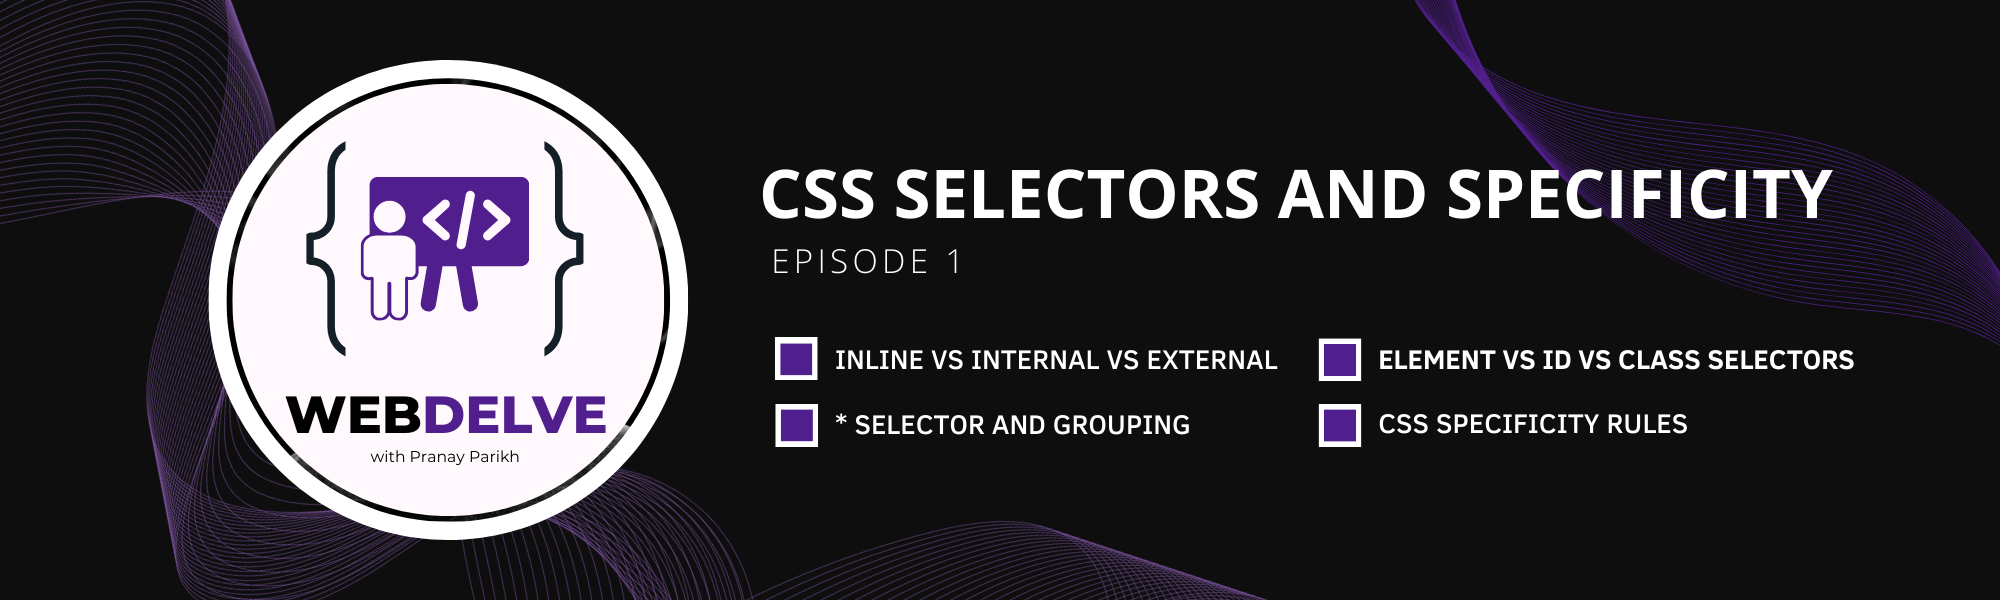 </>
WEBDELVE
with Pranay Parikh
CSS SELECTORS AND SPECIFICITY
EPISODE 1
INLINE VS INTERNAL VS EXTERNAL
ELEMENT VS ID VS CLASS SELECTORS
* SELECTOR AND GROUPING
CSS SPECIFICITY RULES